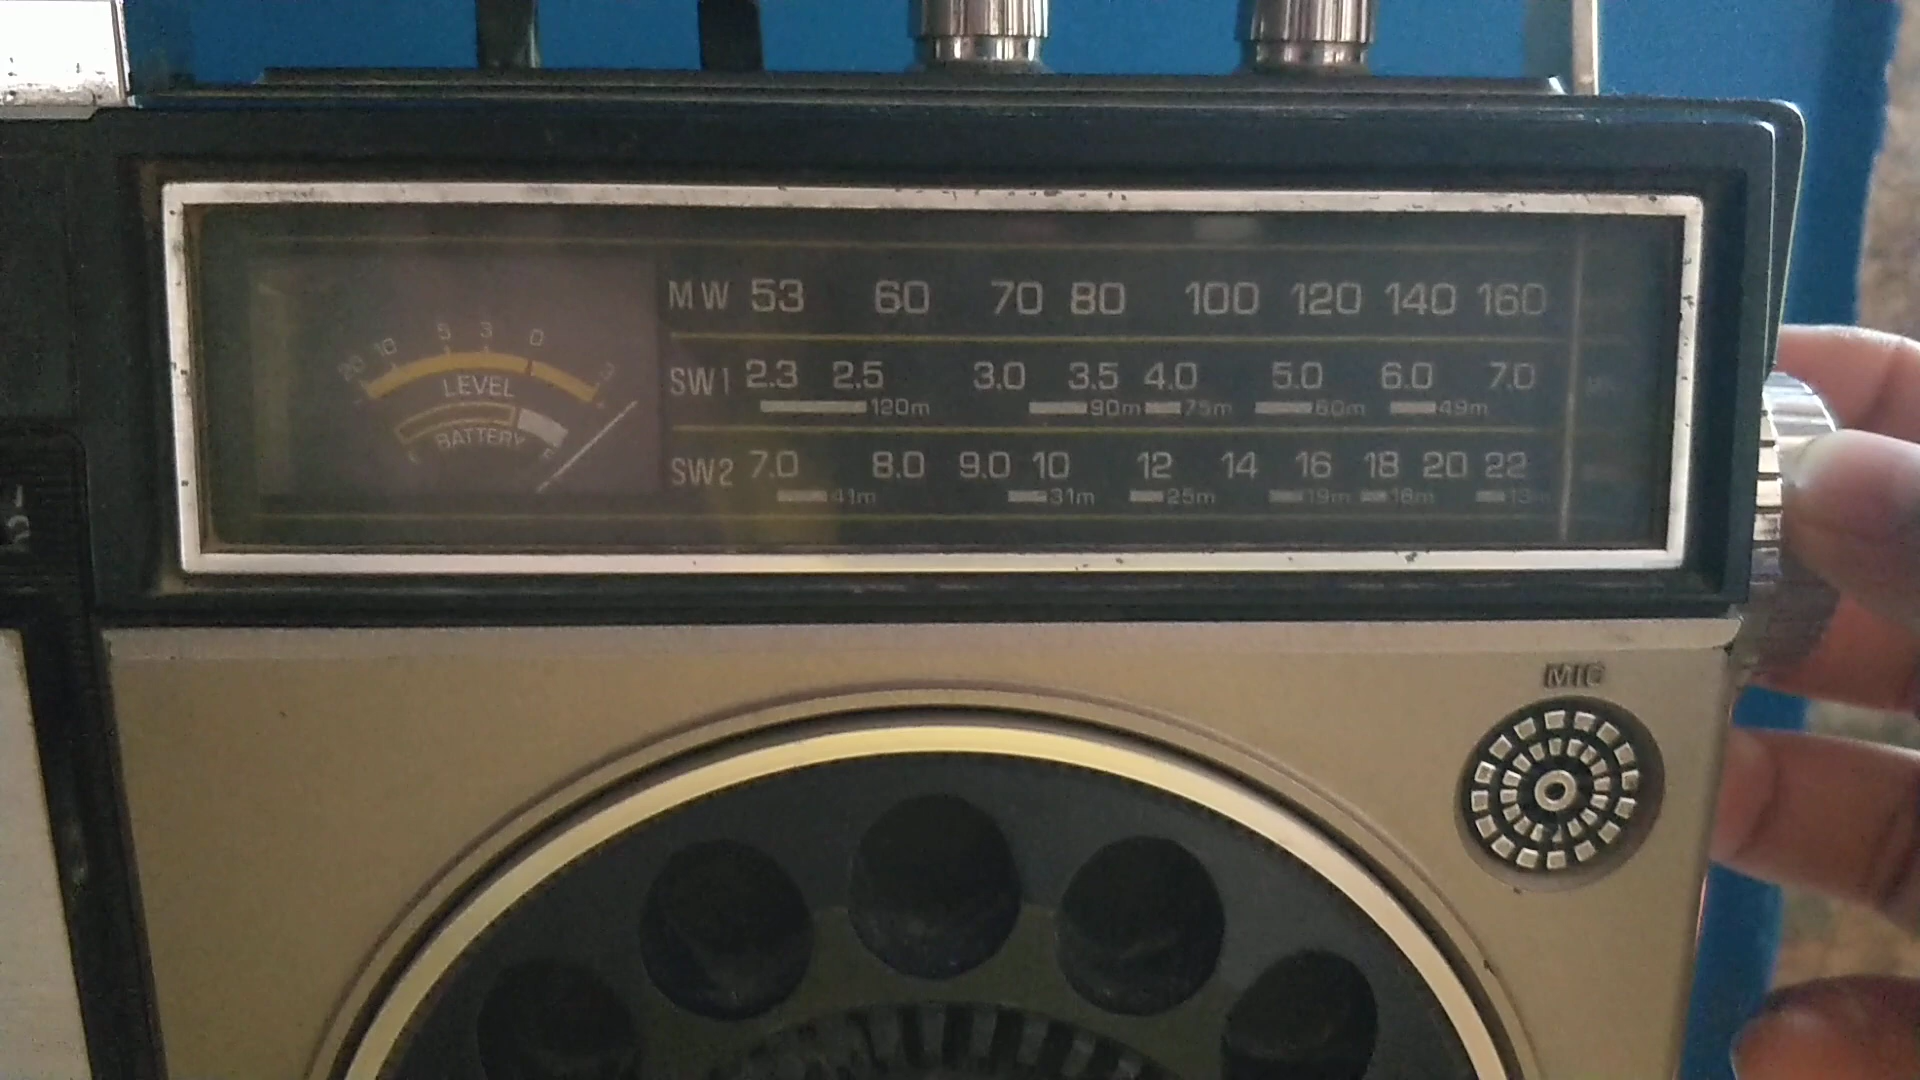 20 10 5 3 0 3
LEVEL
BATTERY
MW 53 60 70 80 100 120 140 160
SW1 2.3 2.5 3.0 3.5 4.0 5.0 6.0 7.0
120m 90m 75m 60m 49m
SW2 7.0 8.0 9.0 10 12 14 16 18 20 22
41m 31m 25m 19m 16m 13m
MIC